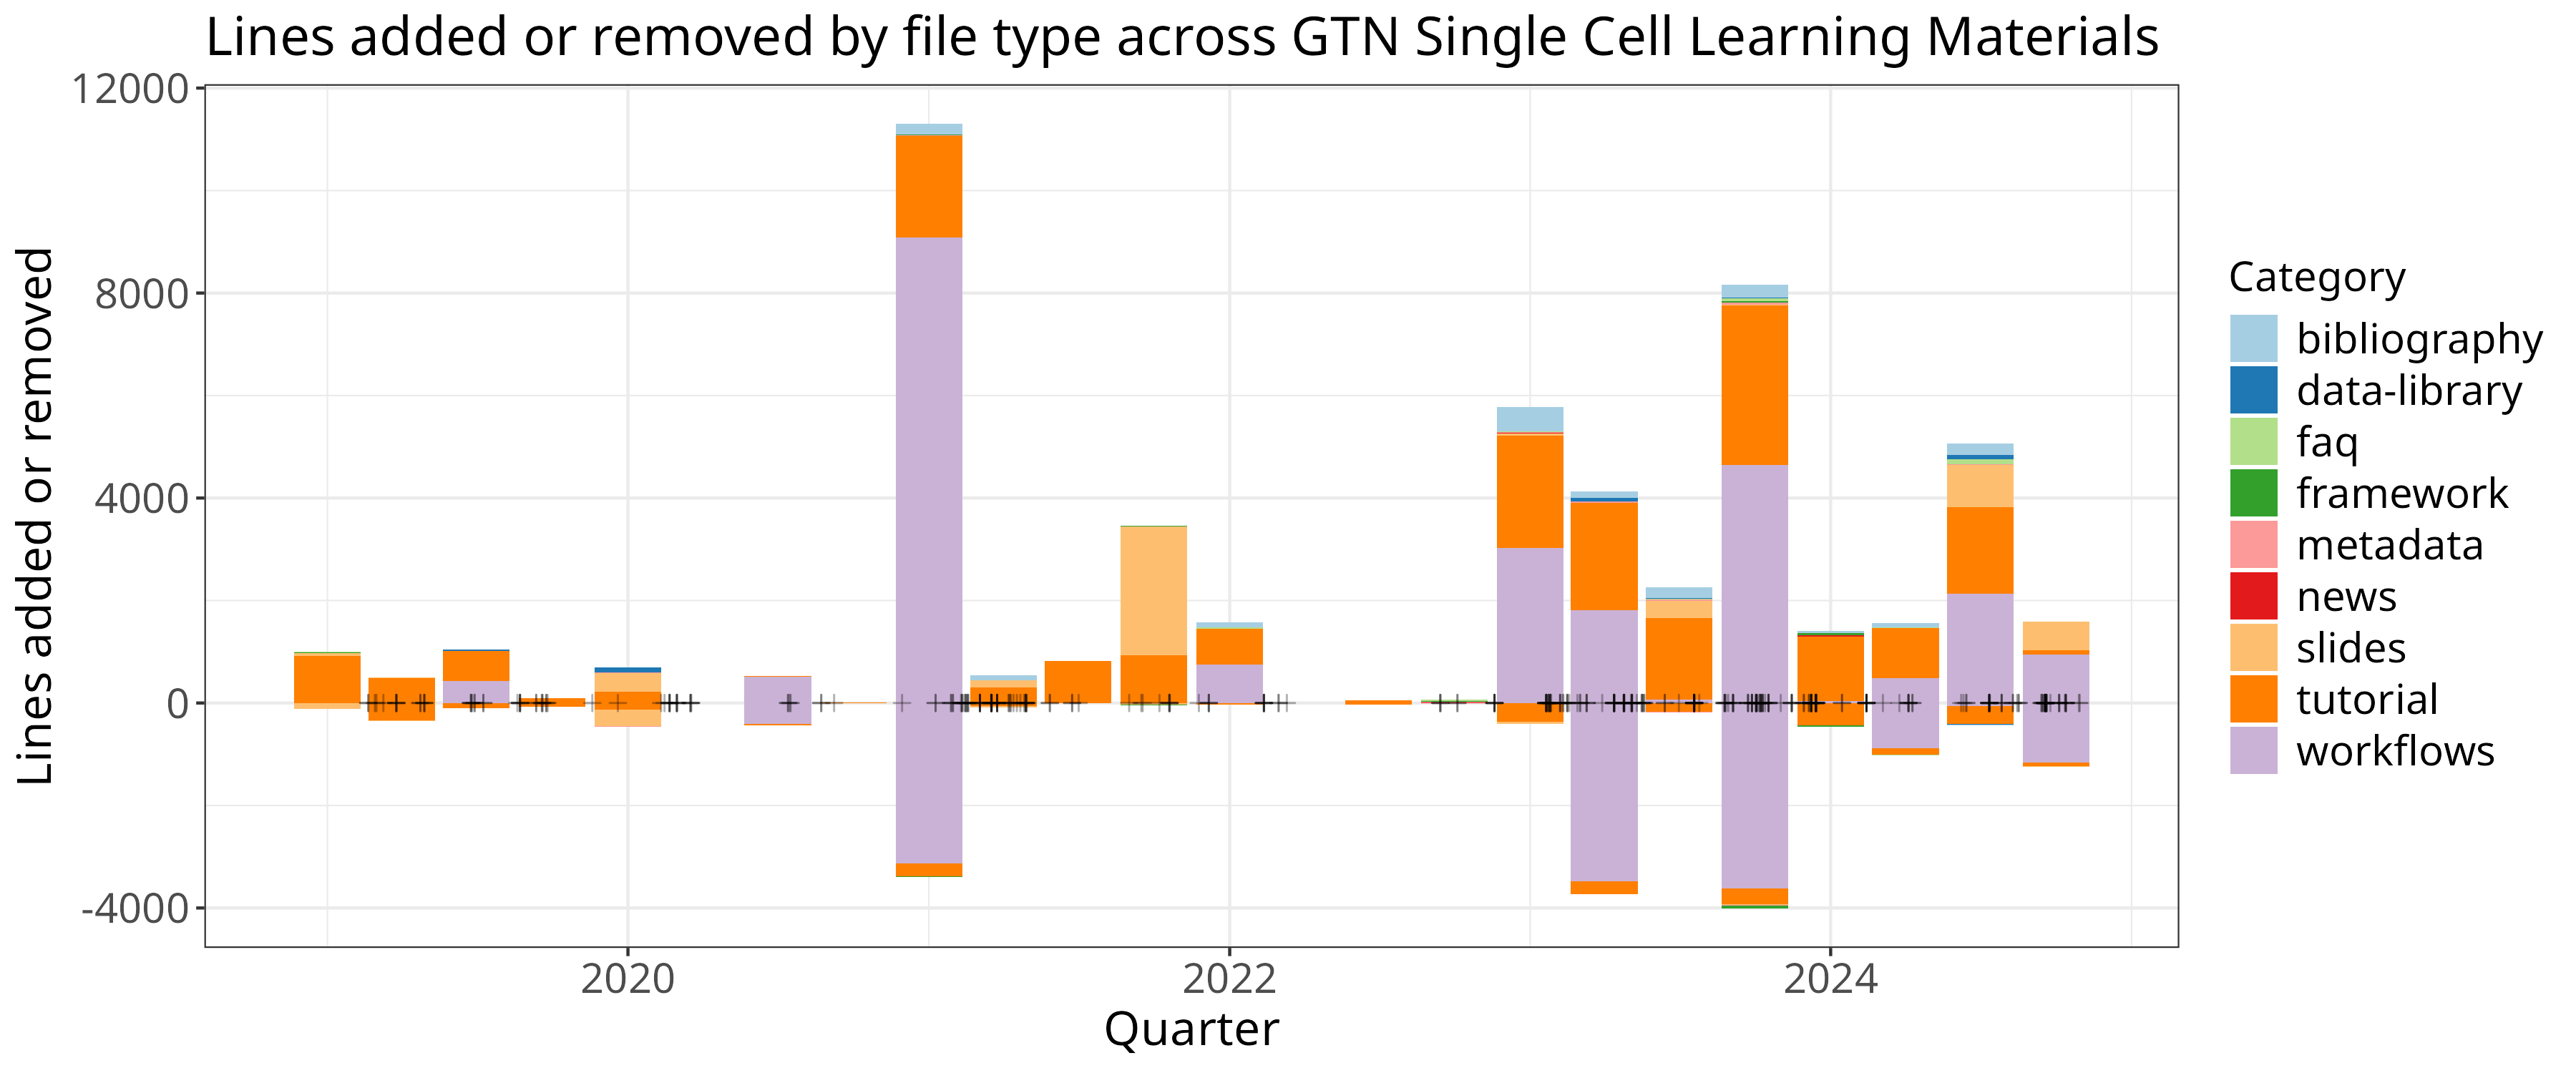 Lines added or removed by file type across GTN Single Cell Learning Materials
12000
8000
4000
0
-4000
Lines added or removed
2020
2022
2024
Quarter
Category
bibliography
data-library
faq
framework
metadata
news
slides
tutorial
workflows